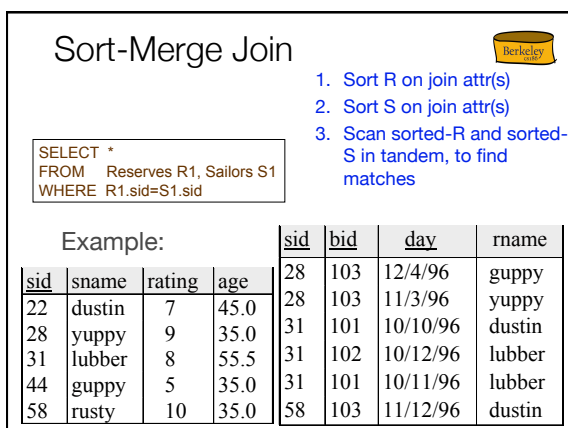 Sort-Merge Join
Berkeley
cs186
1. Sort R on join attr(s)
2. Sort S on join attr(s)
3. Scan sorted-R and sorted-
S in tandem, to find
matches
SELECT *
FROM Reserves R1, Sailors S1
WHERE R1.sid=S1.sid
Example:
sid sname rating age
22 dustin 7 45.0
28 yuppy 9 35.0
31 lubber 8 55.5
44 guppy 5 35.0
58 rusty 10 35.0
sid bid day rname
28 103 12/4/96 guppy
28 103 11/3/96 yuppy
31 101 10/10/96 dustin
31 102 10/12/96 lubber
31 101 10/11/96 lubber
58 103 11/12/96 dustin